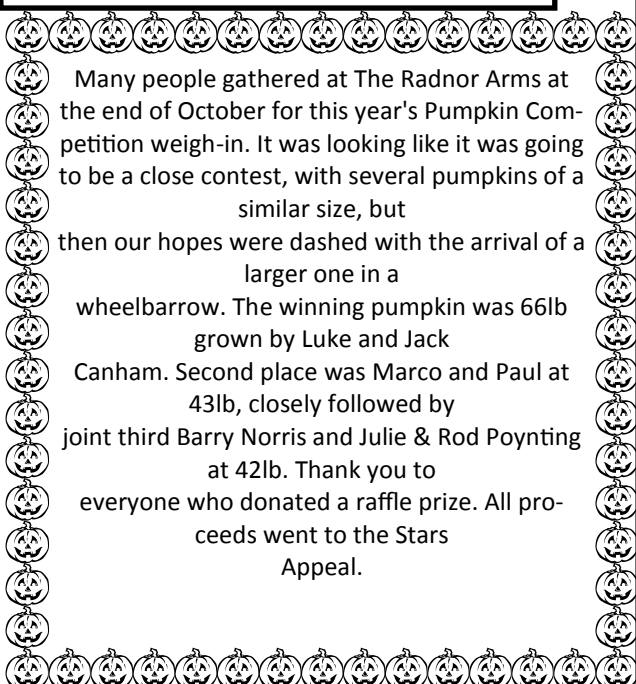 Many people gathered at The Radnor Arms at
the end of October for this year's Pumpkin Com-
petition weigh-in. It was looking like it was going
to be a close contest, with several pumpkins of a
similar size, but
then our hopes were dashed with the arrival of a
larger one in a
wheelbarrow. The winning pumpkin was 66lb
grown by Luke and Jack
Canham. Second place was Marco and Paul at
43lb, closely followed by
joint third Barry Norris and Julie & Rod Poynting
at 42lb. Thank you to
everyone who donated a raffle prize. All pro-
ceeds went to the Stars
Appeal.